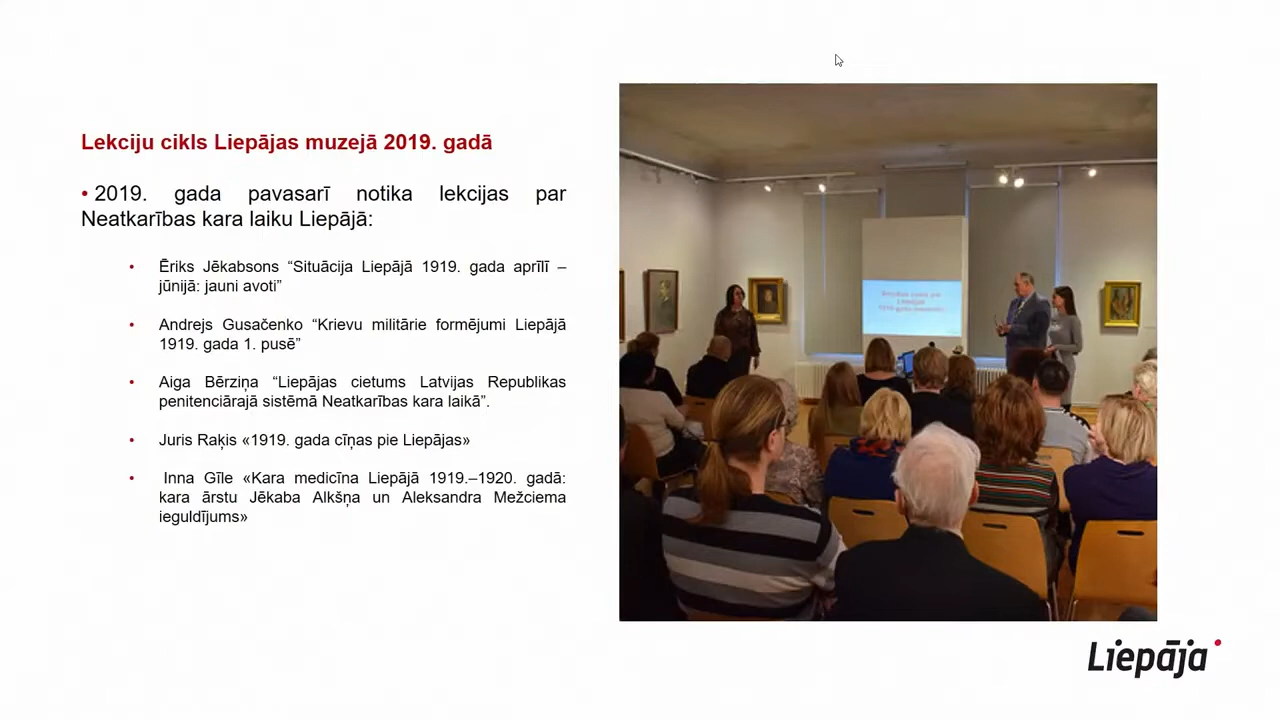 Lekciju cikls Liepājas muzejā 2019. gadā
• 2019. gada pavasarī notika lekcijas par
Neatkarības kara laiku Liepājā:
• Ēriks Jēkabsons “Situācija Liepājā 1919. gada aprīlī –
jūnijā: jauni avoti”
• Andrejs Gusačenko “Krievu militārie formējumi Liepājā
1919. gada 1. pusē”
• Aiga Bērziņa “Liepājas cietums Latvijas Republikas
penitenciārajā sistēmā Neatkarības kara laikā”.
• Juris Raķis «1919. gada cīņas pie Liepājas»
• Inna Gīle «Kara medicīna Liepājā 1919.–1920. gadā:
kara ārstu Jēkaba Alkšņa un Aleksandra Mežciema
ieguldījums»
Liepāja